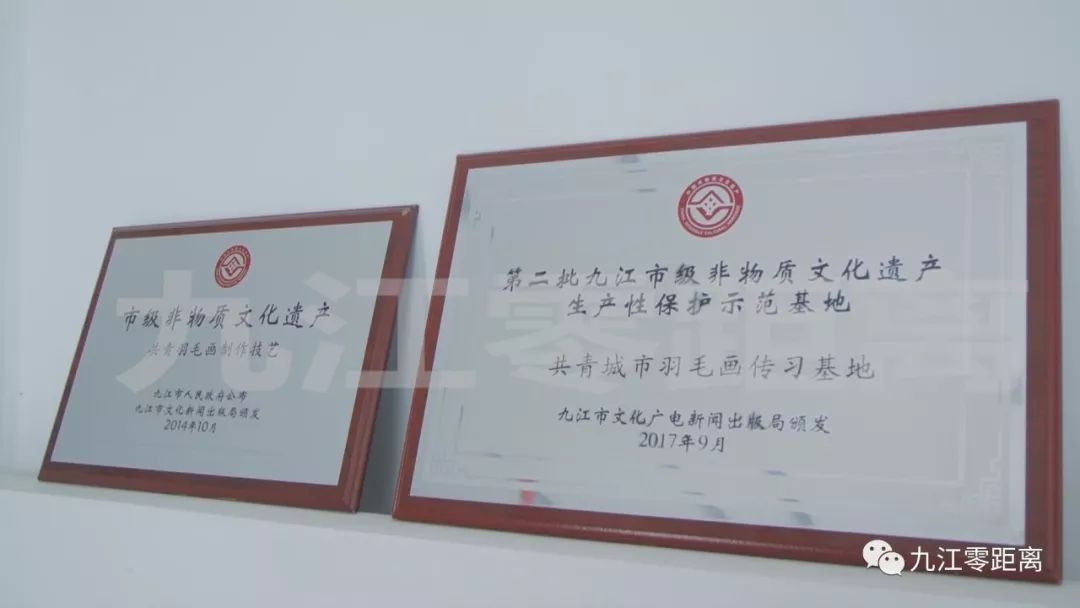 市级非物质文化遗产
共青羽毛画制作技艺
九江市人民政府公布
九江市文化新闻出版局颁发
2014年10月
第二批九江市级非物质文化遗产
生产性保护示范基地
共青城市羽毛画传习基地
九江市文化广电新闻出版局颁发
2017年9月
九江零距离
九江零距离